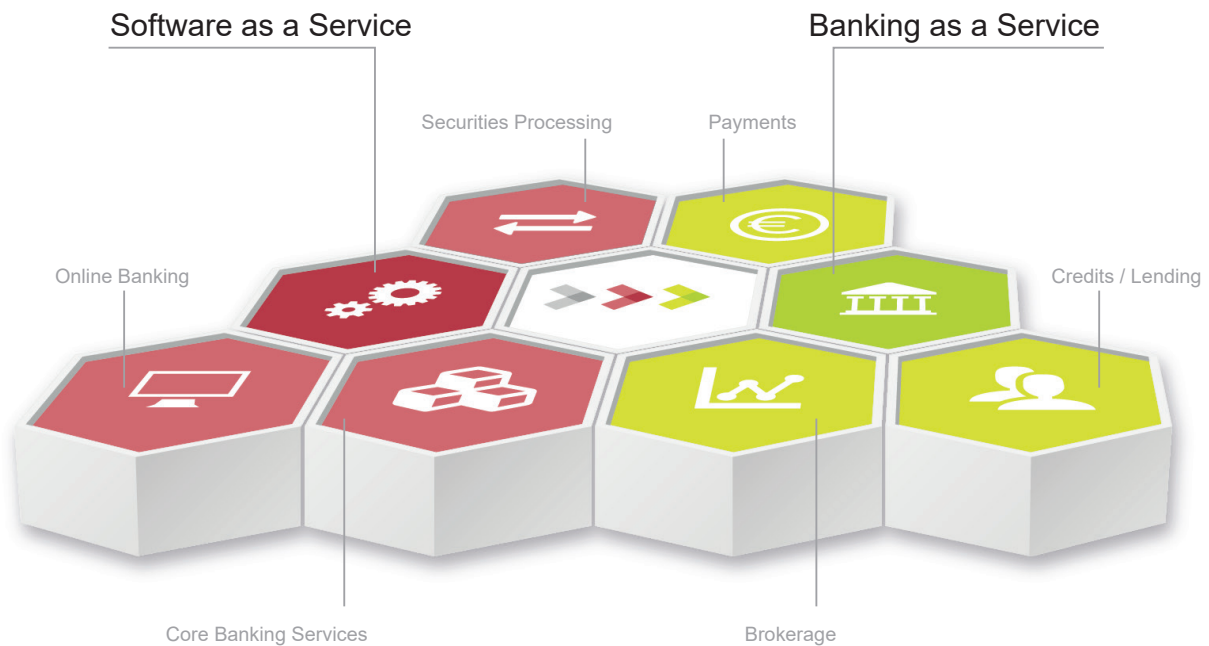 Software as a Service
Banking as a Service
Securities Processing
Payments
Online Banking
Credits / Lending
€
Core Banking Services
Brokerage